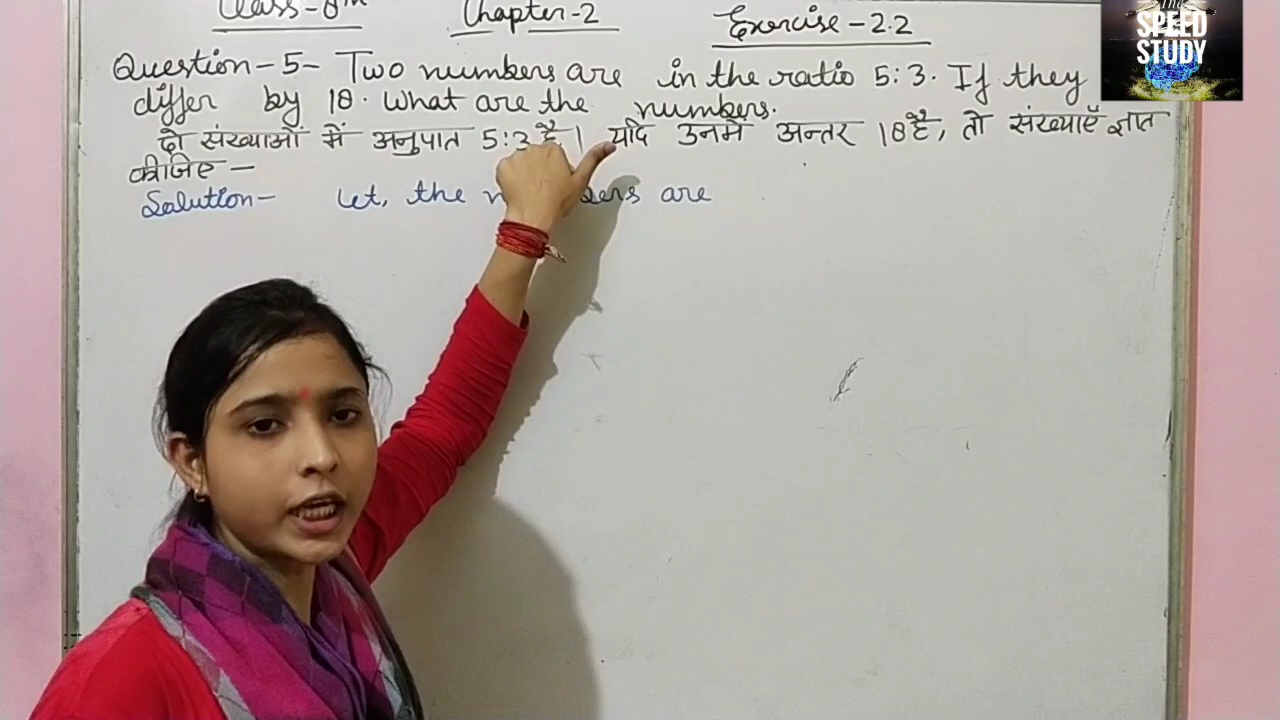 Class-8th Chapter-2 Exercise-2.2
The SPEED STUDY
Question-5- Two numbers are in the ratio 5:3. If they
differ by 18. What are the numbers.
दो संख्याओं में अनुपात 5:3 है। यदि उनमें अन्तर 18 है, तो संख्याएँ ज्ञात
कीजिए-
Solution- Let, the are